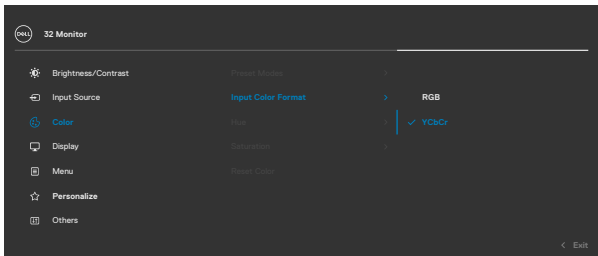 DELL
32 Monitor
Brightness/Contrast
Preset Modes
Input Source
Input Color Format
RGB
Color
Hue
YCbCr
Display
Saturation
Menu
Reset Color
Personalize
Others
Exit